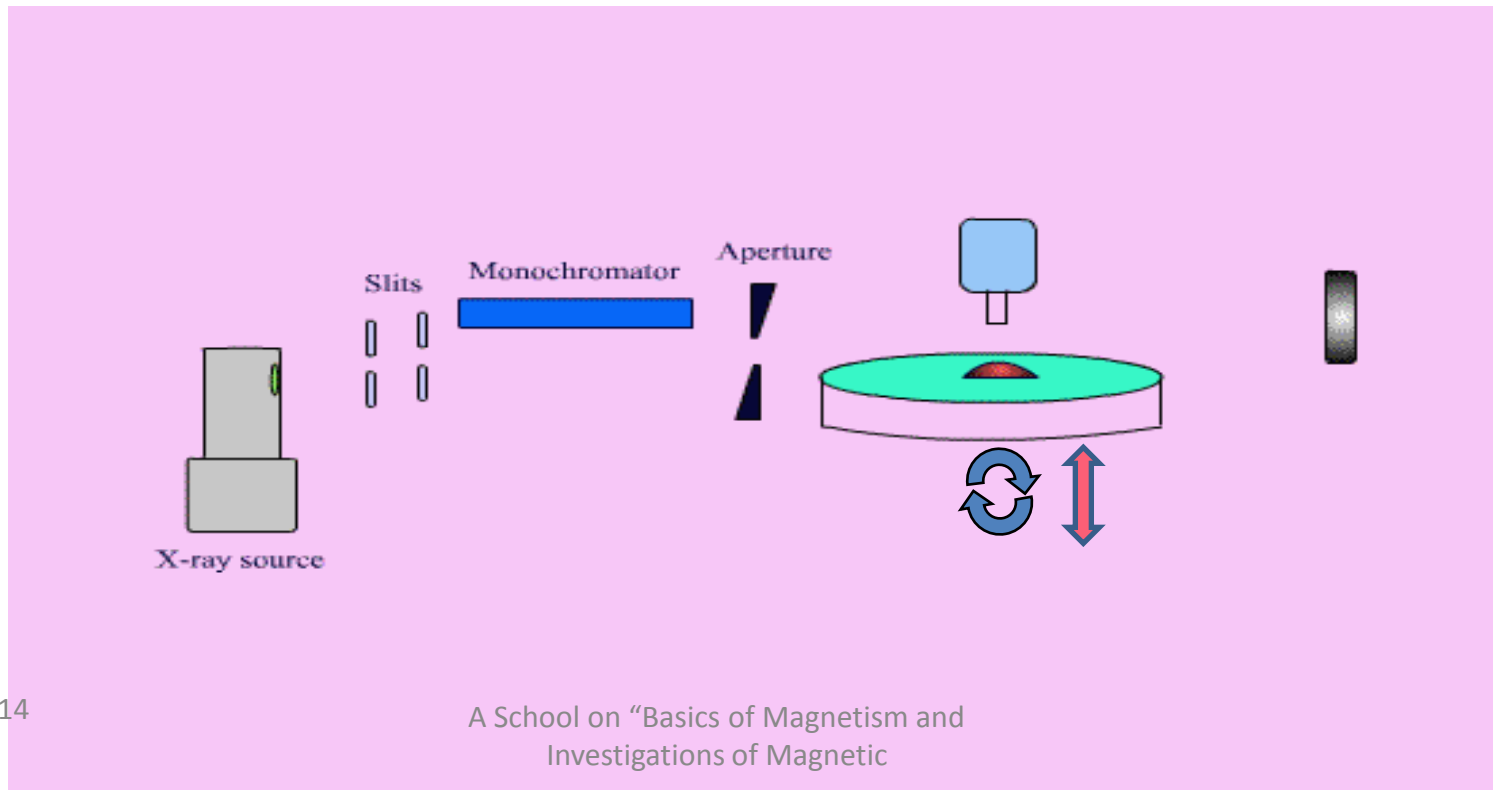 Aperture
Monochromator
Slits
X-ray source
14
A School on “Basics of Magnetism and
Investigations of Magnetic